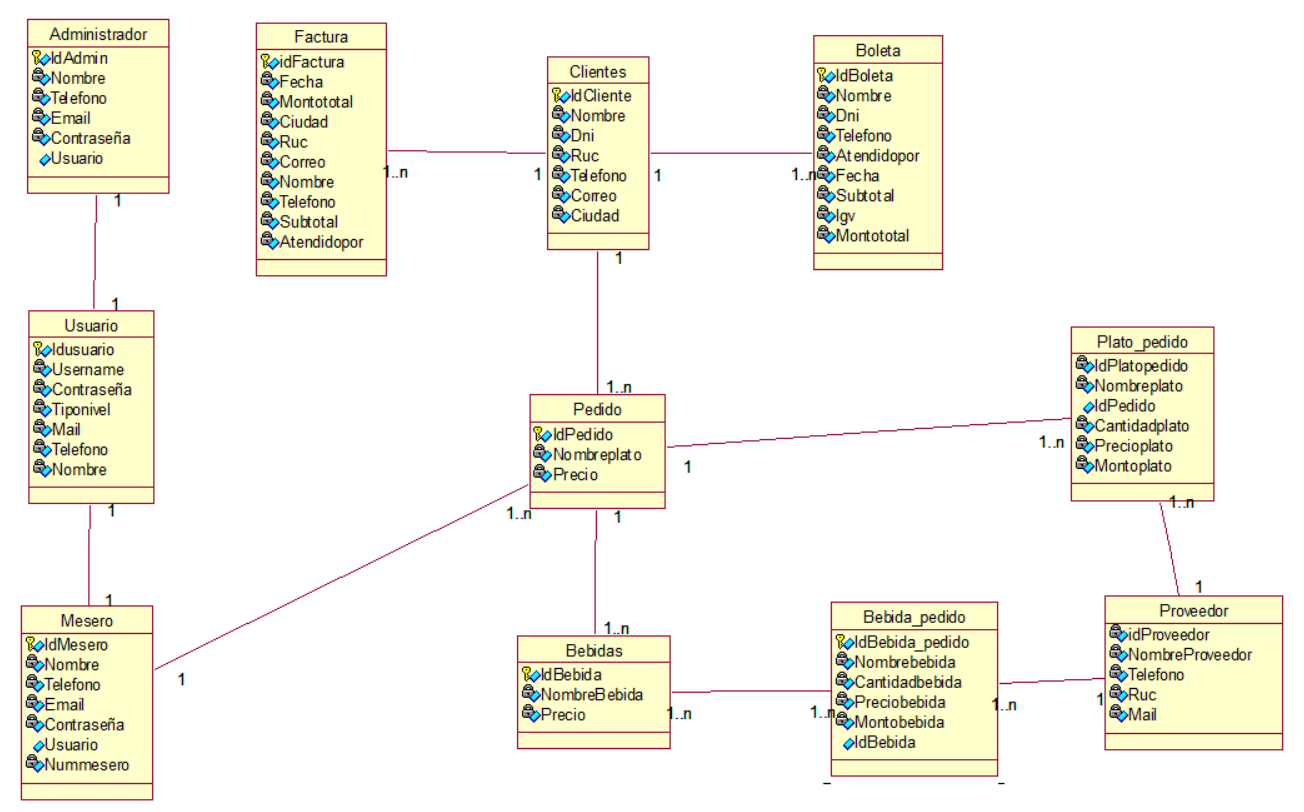 Administrador
IdAdmin
Nombre
Telefono
Email
Contraseña
Usuario
1
Factura
idFactura
Fecha
Montototal
Ciudad
Ruc
Correo
Nombre
Telefono
Subtotal
Atendidopor
1..n
Clientes
IdCliente
Nombre
Dni
Ruc
Telefono
Correo
Ciudad
1
1
1
Boleta
IdBoleta
Nombre
Dni
Telefono
Atendidopor
Fecha
Subtotal
Igv
Montototal
1..n
1
Usuario
Idusuario
Username
Contraseña
Tiponivel
Mail
Telefono
Nombre
1
1..n
Pedido
IdPedido
Nombreplato
Precio
1..n
1
1
Plato_pedido
IdPlatopedido
Nombreplato
IdPedido
Cantidadplato
Precioplato
Montoplato
1..n
1..n
1
Mesero
IdMesero
Nombre
Telefono
Email
Contraseña
Usuario
Nummesero
1
1..n
Bebidas
IdBebida
NombreBebida
Precio
1..n
Bebida_pedido
IdBebida_pedido
Nombrebebida
Cantidadbebida
Preciobebida
Montobebida
IdBebida
1..n
1..n
1
Proveedor
idProveedor
NombreProveedor
Telefono
Ruc
Mail
1